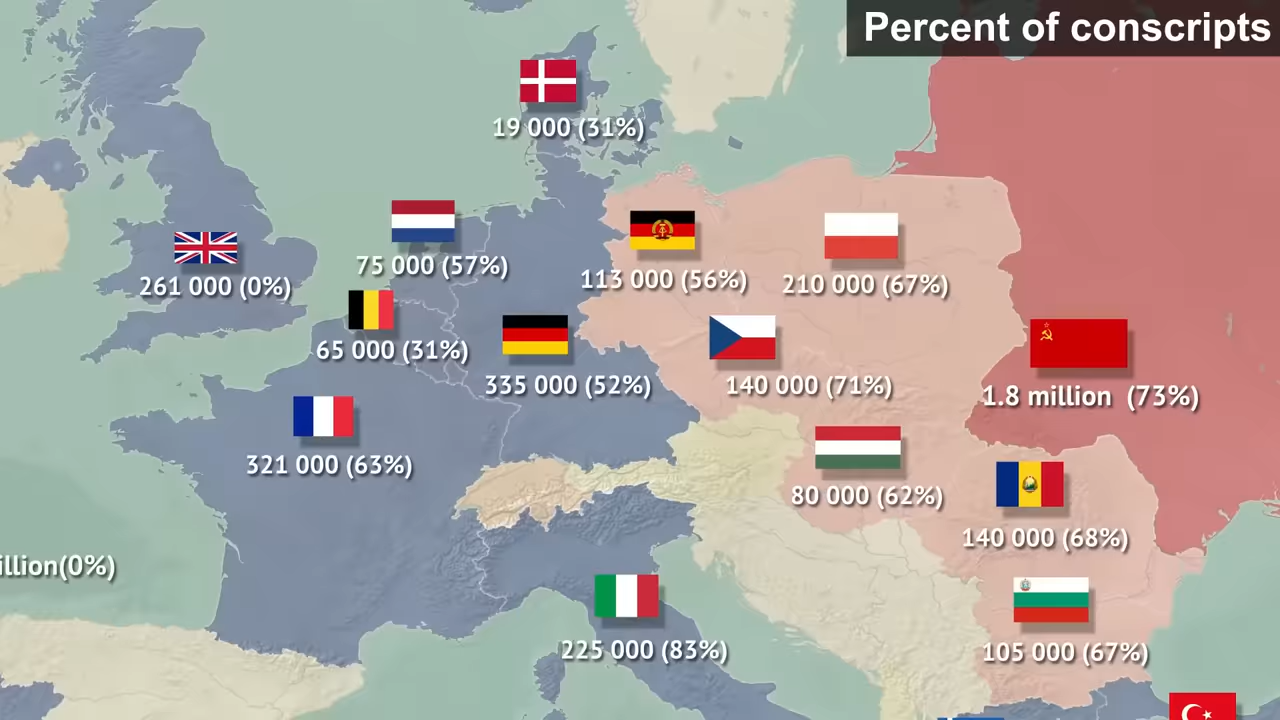 Percent of conscripts
19 000 (31%)
75 000 (57%)
261 000 (0%)
113 000 (56%)
210 000 (67%)
65 000 (31%)
335 000 (52%)
140 000 (71%)
1.8 million (73%)
321 000 (63%)
80 000 (62%)
140 000 (68%)
illion(0%)
225 000 (83%)
105 000 (67%)